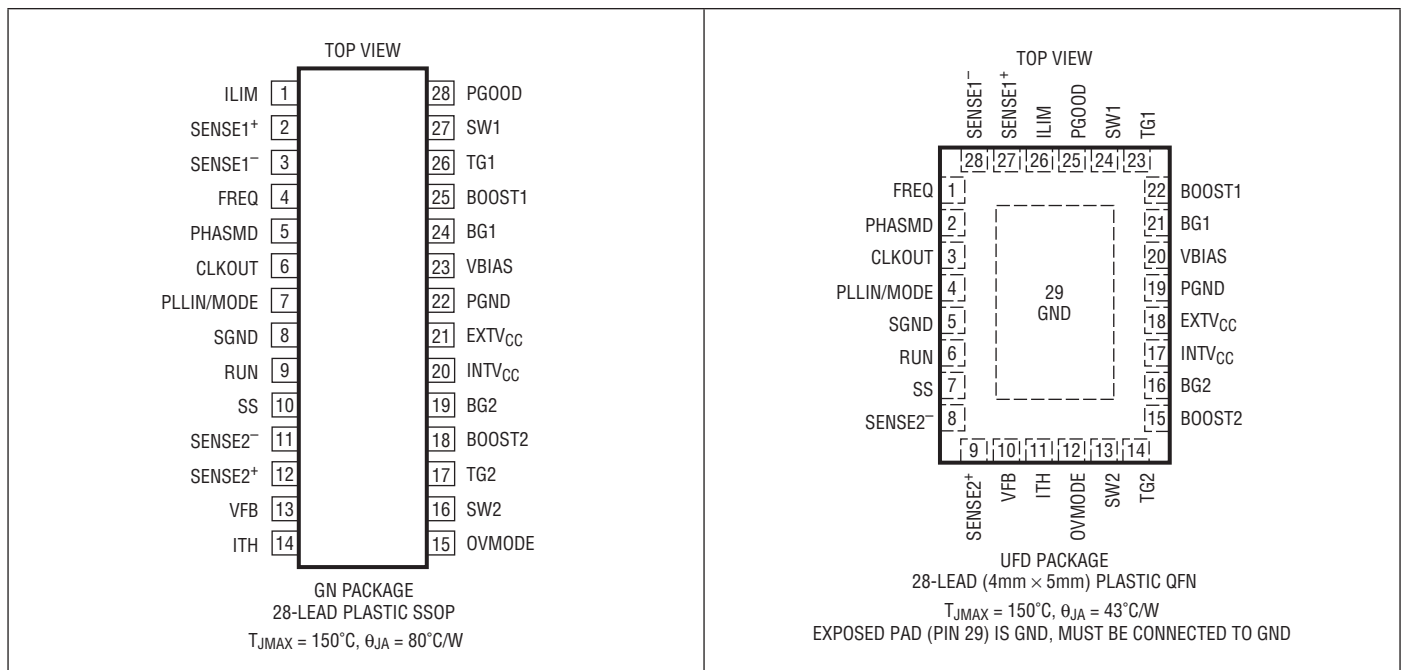 TOP VIEW
ILIM 1
SENSE1+ 2
SENSE1– 3
FREQ 4
PHASMD 5
CLKOUT 6
PLLIN/MODE 7
SGND 8
RUN 9
SS 10
SENSE2– 11
SENSE2+ 12
VFB 13
ITH 14
28 PGOOD
27 SW1
26 TG1
25 BOOST1
24 BG1
23 VBIAS
22 PGND
21 EXTVCC
20 INTVCC
19 BG2
18 BOOST2
17 TG2
16 SW2
15 OVMODE
GN PACKAGE
28-LEAD PLASTIC SSOP
TJMAX = 150°C, θJA = 80°C/W
TOP VIEW
SENSE1–
SENSE1+
ILIM
PGOOD
SW1
TG1
28 27 26 25 24 23
FREQ 1
PHASMD 2
CLKOUT 3
PLLIN/MODE 4
SGND 5
RUN 6
SS 7
SENSE2– 8
29
GND
22 BOOST1
21 BG1
20 VBIAS
19 PGND
18 EXTVCC
17 INTVCC
16 BG2
15 BOOST2
9 10 11 12 13 14
SENSE2+
VFB
ITH
OVMODE
SW2
TG2
UFD PACKAGE
28-LEAD (4mm × 5mm) PLASTIC QFN
TJMAX = 150°C, θJA = 43°C/W
EXPOSED PAD (PIN 29) IS GND, MUST BE CONNECTED TO GND